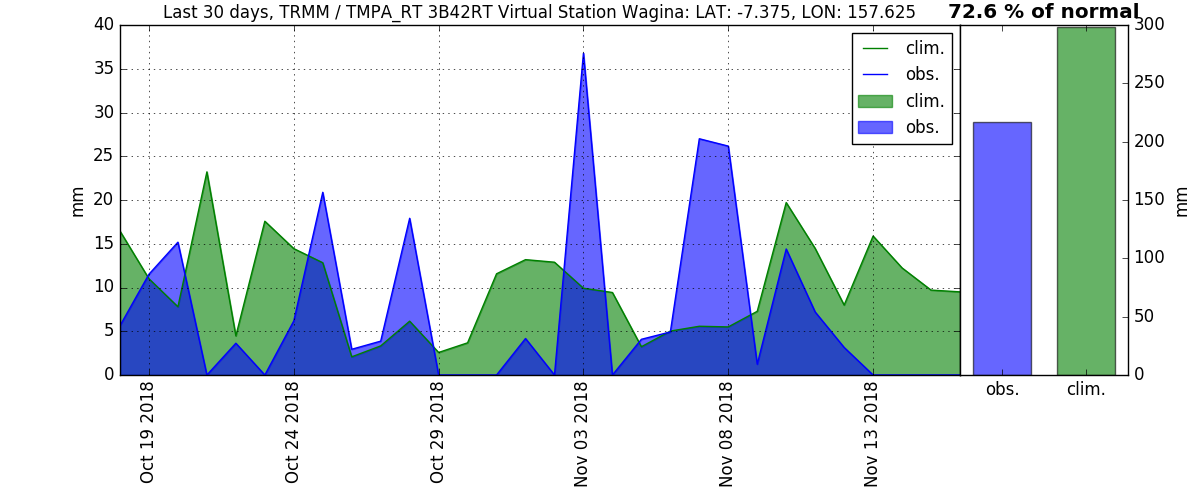 Last 30 days, TRMM / TMPA_RT 3B42RT Virtual Station Wagina: LAT: -7.375, LON: 157.625
72.6 % of normal
mm
40
35
30
25
20
15
10
5
0
clim.
obs.
clim.
obs.
Oct 19 2018
Oct 24 2018
Oct 29 2018
Nov 03 2018
Nov 08 2018
Nov 13 2018
300
250
200
150
100
50
0
mm
obs.
clim.